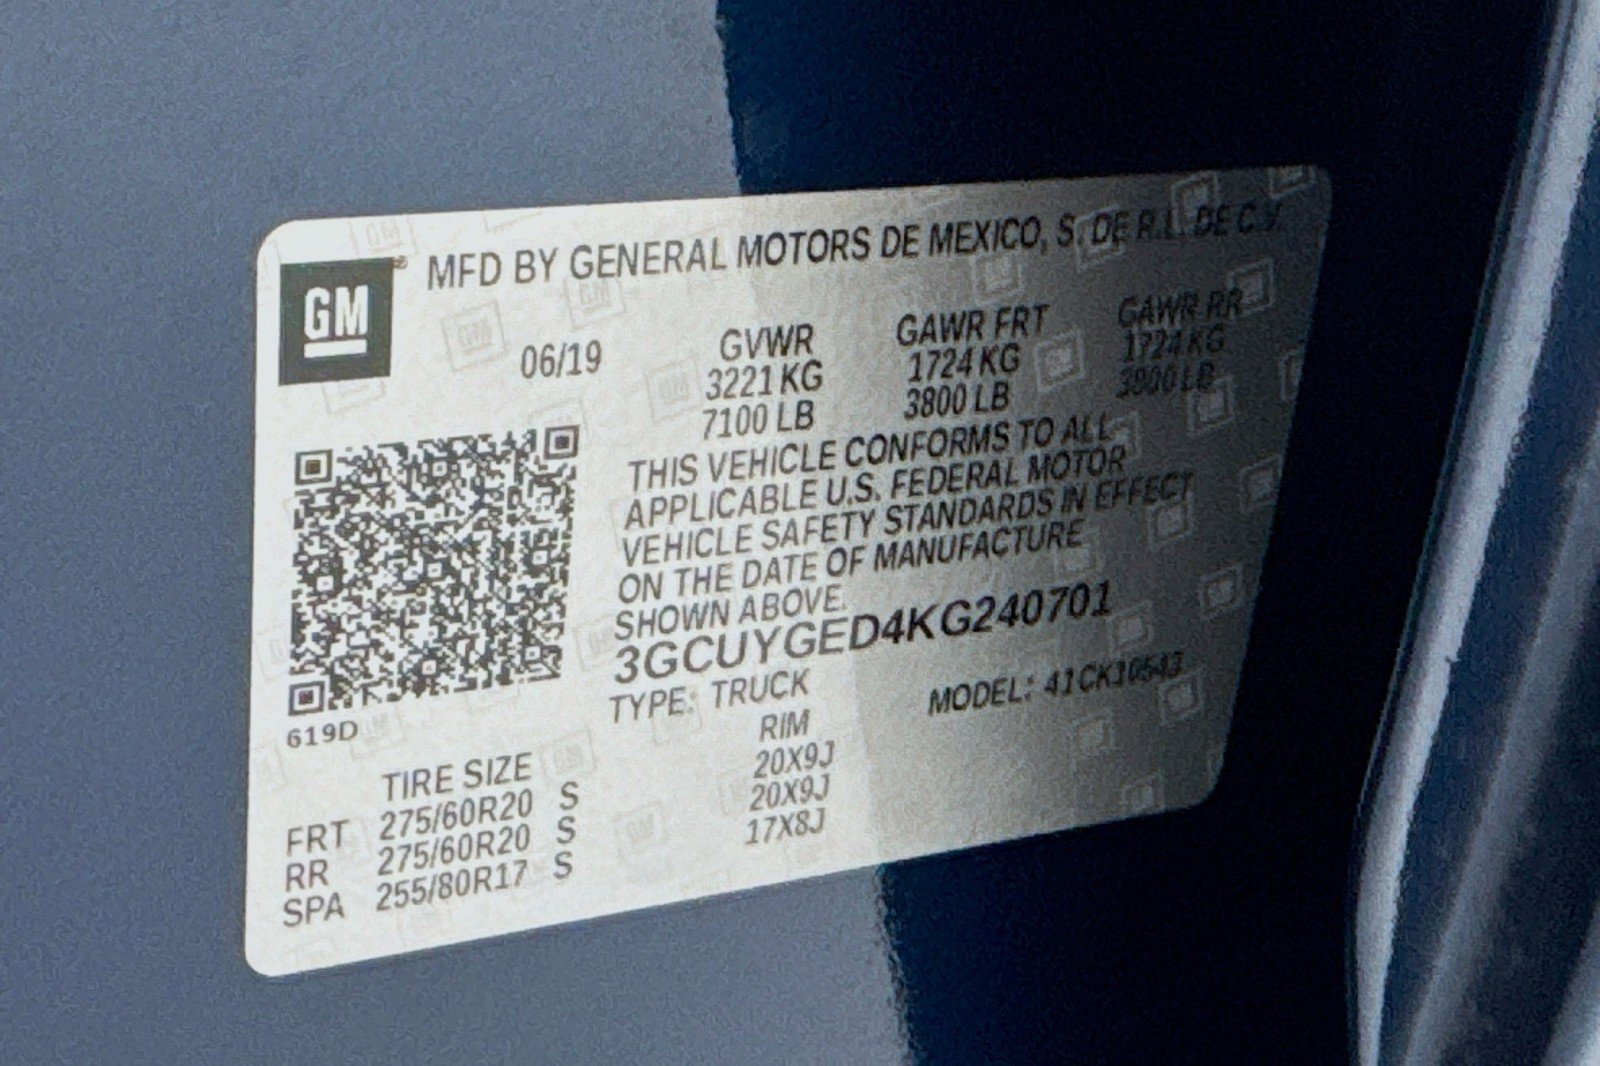 GM
MFD BY GENERAL MOTORS DE MEXICO, S. DE R.L. DE C.V.
06/19
GVWR GAWR FRT GAWR RR
3221 KG 1724 KG 1724 KG
7100 LB 3800 LB 3800 LB
THIS VEHICLE CONFORMS TO ALL
APPLICABLE U.S. FEDERAL MOTOR
VEHICLE SAFETY STANDARDS IN EFFECT
ON THE DATE OF MANUFACTURE
SHOWN ABOVE.
3GCUYGED4KG240701
TYPE: TRUCK MODEL: 41CK10543
619D
TIRE SIZE RIM
FRT 275/60R20 S 20X9J
RR 275/60R20 S 20X9J
SPA 255/80R17 S 17X8J